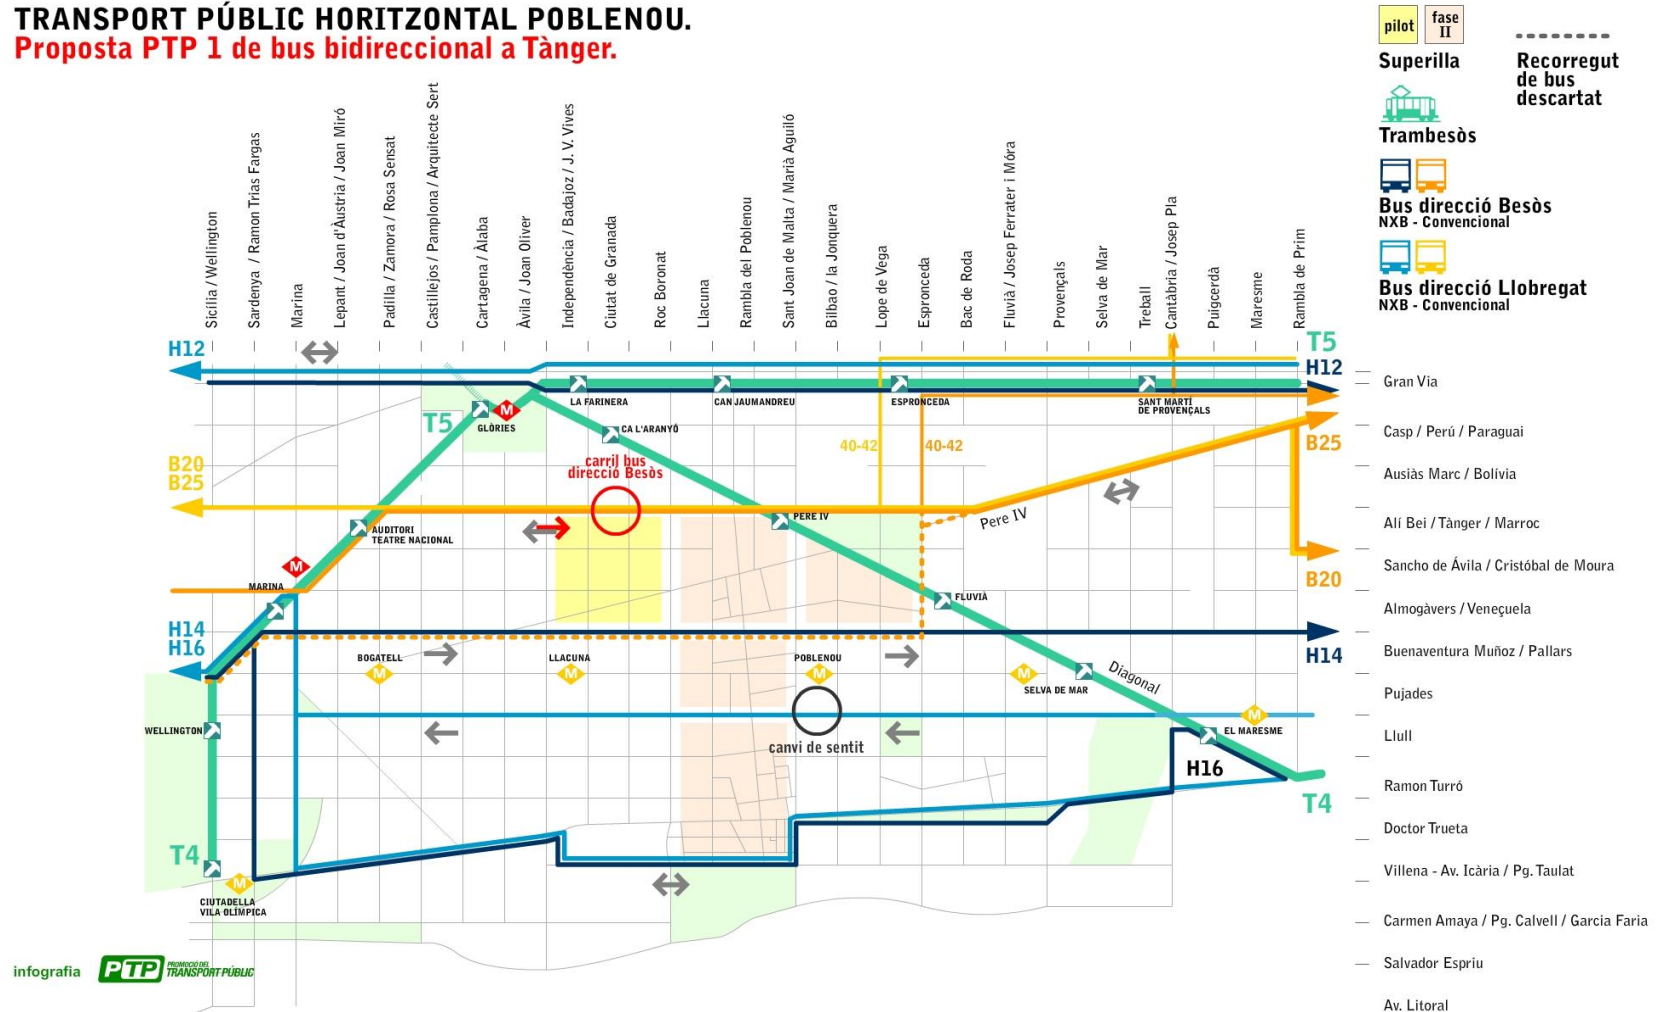 TRANSPORT PÚBLIC HORITZONTAL POBLENOU.
Proposta PTP 1 de bus bidireccional a Tànger.
pilot
fase
II
Superilla
Recorregut
de bus
descartat
Trambesòs
Bus direcció Besòs
NXB - Convencional
Bus direcció Llobregat
NXB - Convencional
Sicília / Wellington
Sardenya / Ramon Trias Fargas
Marina
Lepant / Joan d'Àustria / Joan Miró
Padilla / Zamora / Rosa Sensat
Castillejos / Pamplona / Arquitecte Sert
Cartagena / Àlaba
Àvila / Joan Oliver
Independència / Badajoz / J. V. Vives
Ciutat de Granada
Roc Boronat
Llacuna
Rambla del Poblenou
Sant Joan de Malta / Marià Aguiló
Bilbao / la Jonquera
Lope de Vega
Espronceda
Bac de Roda
Fluvià / Josep Ferrater i Móra
Provençals
Selva de Mar
Treball
Cantàbria / Josep Pla
Puigcerdà
Maresme
Rambla de Prim
H12
T5
H12
LA FARINERA
CAN JAUMANDREU
ESPRONCEDA
SANT MARTÍ
DE PROVENÇALS
T5
M
GLÒRIES
CA L'ARANYÓ
40-42
40-42
B25
carril bus
direcció Besòs
B20
B25
AUDITORI
TEATRE NACIONAL
PERE IV
Pere IV
M
MARINA
B20
FLUVIÀ
H14
H16
H14
BOGATELL
M
LLACUNA
M
POBLENOU
M
M
SELVA DE MAR
Diagonal
WELLINGTON
canvi de sentit
M
EL MARESME
H16
T4
T4
M
CIUTADELLA
VILA OLÍMPICA
Gran Via
Casp / Perú / Paraguai
Ausiàs Marc / Bolívia
Alí Bei / Tànger / Marroc
Sancho de Ávila / Cristóbal de Moura
Almogàvers / Veneçuela
Buenaventura Muñoz / Pallars
Pujades
Llull
Ramon Turró
Doctor Trueta
Villena - Av. Icària / Pg. Taulat
Carmen Amaya / Pg. Calvell / Garcia Faria
Salvador Espriu
Av. Litoral
infografia
PTP
PROMOCIÓ DEL
TRANSPORT PÚBLIC